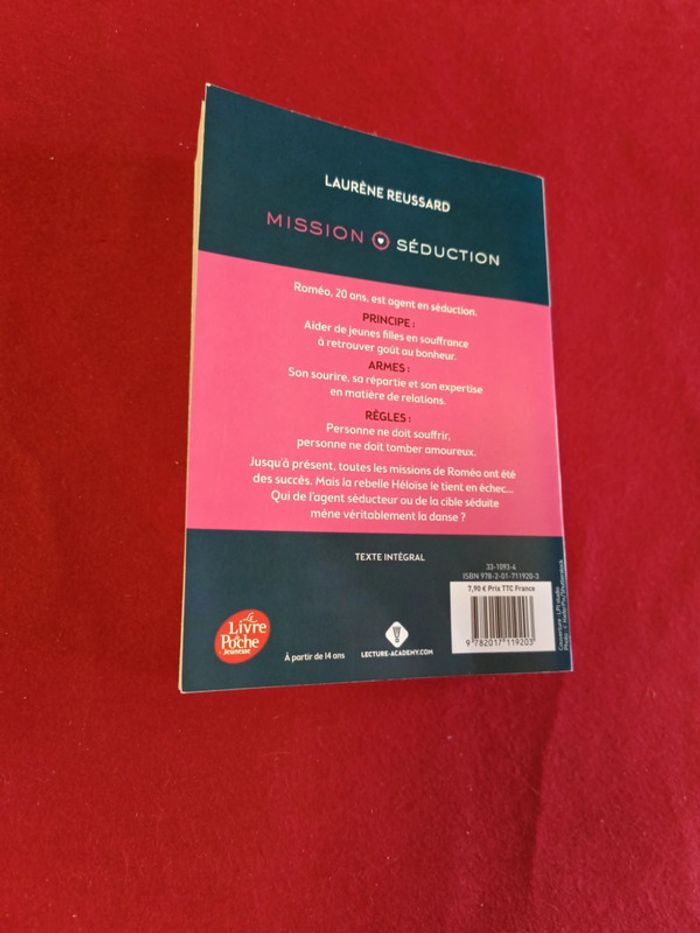 LAURÈNE REUSSARD
MISSION SÉDUCTION
Roméo, 20 ans, est agent en séduction.
PRINCIPE :
Aider de jeunes filles en souffrance
à retrouver goût au bonheur.
ARMES :
Son sourire, sa répartie et son expertise
en matière de relations.
RÈGLES :
Personne ne doit souffrir,
personne ne doit tomber amoureux.
Jusqu'à présent, toutes les missions de Roméo ont été
des succès. Mais la rebelle Héloïse le tient en échec...
Qui de l'agent séducteur ou de la cible séduite
mène véritablement la danse ?
TEXTE INTÉGRAL
33-1093-4
ISBN 978-2-01-711920-3
7,90 € Prix TTC France
9 782017 119203
Le
Livre
de
Poche
Jeunesse
À partir de 14 ans
LECTURE-ACADEMY.COM
Couverture : LPJ studio